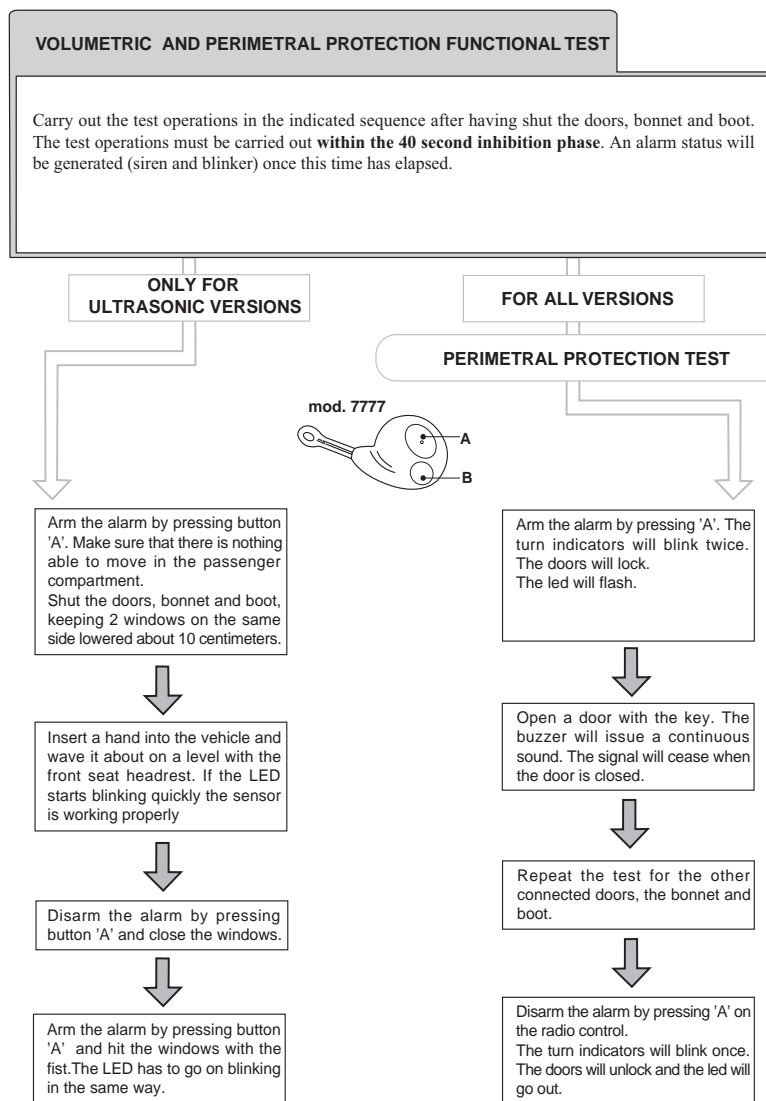 VOLUMETRIC AND PERIMETRAL PROTECTION FUNCTIONAL TEST
Carry out the test operations in the indicated sequence after having shut the doors, bonnet and boot.
The test operations must be carried out within the 40 second inhibition phase. An alarm status will
be generated (siren and blinker) once this time has elapsed.
ONLY FOR
ULTRASONIC VERSIONS
FOR ALL VERSIONS
PERIMETRAL PROTECTION TEST
mod. 7777
A
B
Arm the alarm by pressing button
'A'. Make sure that there is nothing
able to move in the passenger
compartment.
Shut the doors, bonnet and boot,
keeping 2 windows on the same
side lowered about 10 centimeters.
Insert a hand into the vehicle and
wave it about on a level with the
front seat headrest. If the LED
starts blinking quickly the sensor
is working properly
Disarm the alarm by pressing
button 'A' and close the windows.
Arm the alarm by pressing button
'A' and hit the windows with the
fist.The LED has to go on blinking
in the same way.
Arm the alarm by pressing 'A'. The
turn indicators will blink twice.
The doors will lock.
The led will flash.
Open a door with the key. The
buzzer will issue a continuous
sound. The signal will cease when
the door is closed.
Repeat the test for the other
connected doors, the bonnet and
boot.
Disarm the alarm by pressing 'A' on
the radio control.
The turn indicators will blink once.
The doors will unlock and the led will
go out.